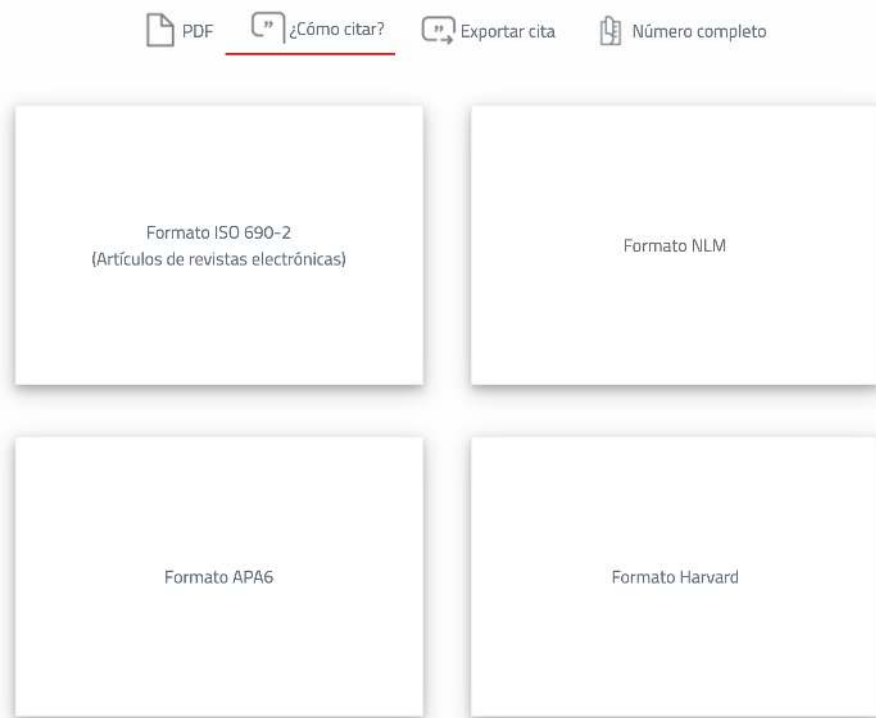 PDF ¿Cómo citar? Exportar cita Número completo
Formato ISO 690-2
(Artículos de revistas electrónicas)
Formato NLM
Formato APA6
Formato Harvard